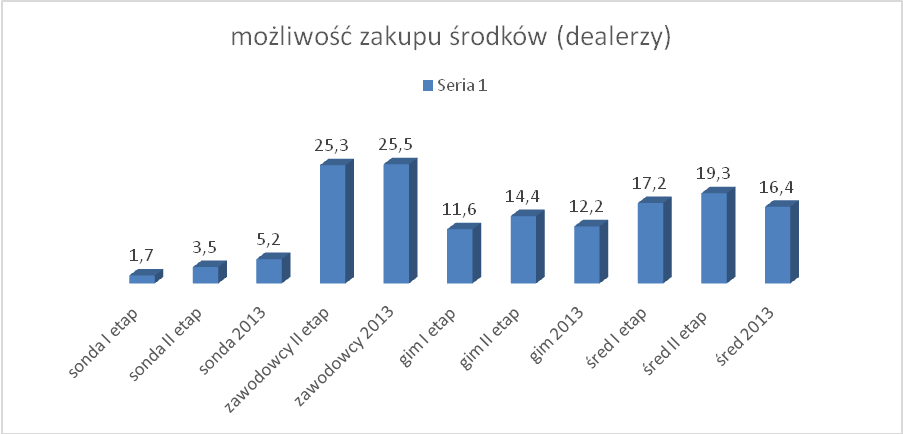 możliwość zakupu środków (dealerzy)
Seria 1
1,7
3,5
5,2
25,3
25,5
11,6
14,4
12,2
17,2
19,3
16,4
sonda I etap
sonda II etap
sonda 2013
zawodowcy II etap
zawodowcy 2013
gim I etap
gim II etap
gim 2013
śred I etap
śred II etap
śred 2013